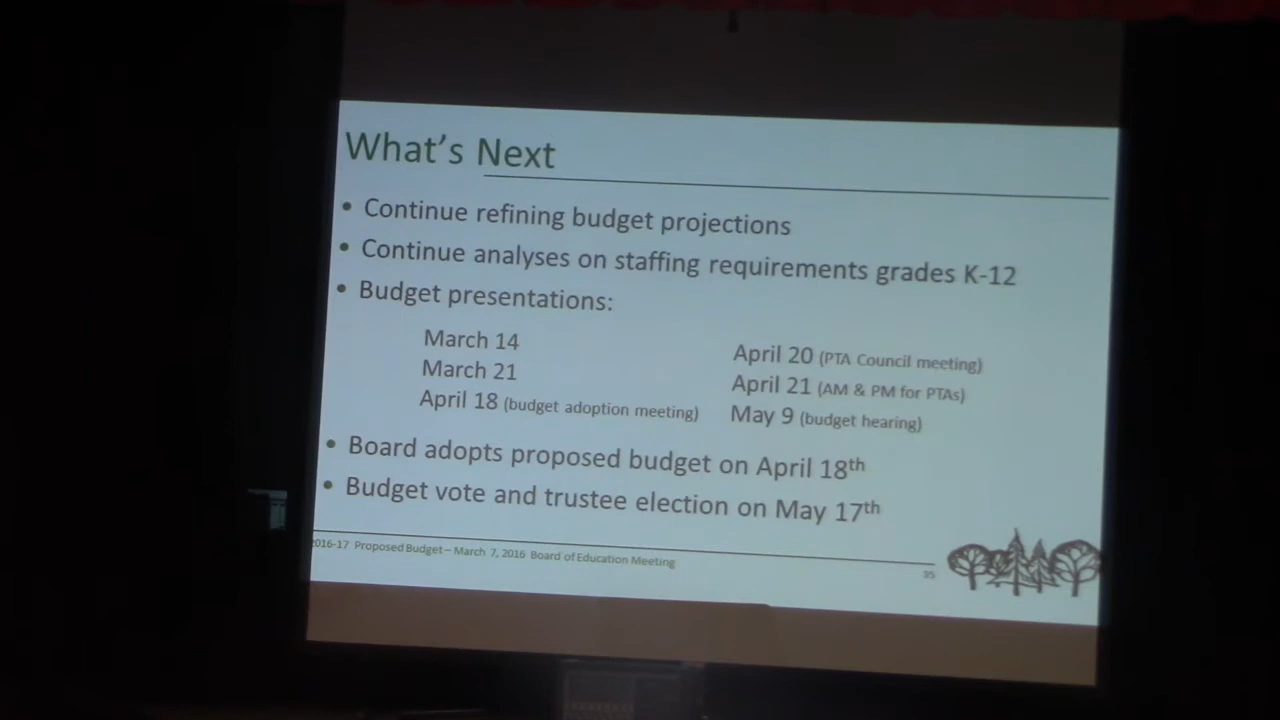 What's Next
• Continue refining budget projections
• Continue analyses on staffing requirements grades K-12
• Budget presentations:
March 14
March 21
April 18 (budget adoption meeting)
April 20 (PTA Council meeting)
April 21 (AM & PM for PTAs)
May 9 (budget hearing)
• Board adopts proposed budget on April 18th
• Budget vote and trustee election on May 17th
2016-17 Proposed Budget – March 7, 2016 Board of Education Meeting
35